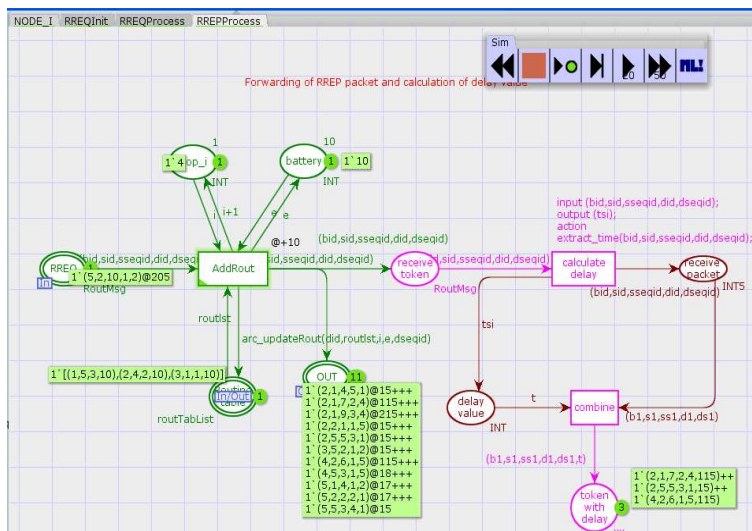 NODE_I RREQInit RREQProcess RREPProcess
Sim
Forwarding of RREP packet and calculation of delay value
1
1`4 op_i 1
INT
i
i+1
10
battery 1 1`10
INT
e
e
@+10
input (bid,sid,sseqid,did,dseqid);
output (tsi);
action
extract_time(bid,sid,sseqid,did,dseqid);
(bid,sid,sseqid,did,dseqid)
RREQ
1`(5,2,10,1,2)@205
In
RoutMsg
AddRout
receive
token
RoutMsg
calculate
delay
receive
packet
INT5
(bid,sid,sseqid,did,dseqid)
routlst
arc_updateRout(did,routlst,i,e,dseqid)
tsi
1`[(1,5,3,10),(2,4,2,10),(3,1,1,10)]
In/Out
table
1
routTabList
OUT 11
1`(2,1,4,5,1)@15+++
1`(2,1,7,2,4)@115+++
1`(2,1,9,3,4)@215+++
1`(2,2,1,1,5)@15+++
1`(2,5,5,3,1)@15+++
1`(3,5,2,1,2)@15+++
1`(4,2,6,1,5)@115+++
1`(4,5,3,1,5)@18+++
1`(5,1,4,1,2)@17+++
1`(5,2,2,2,1)@17+++
1`(5,5,3,4,1)@15
delay
value
INT
t
combine
(b1,s1,ss1,d1,ds1)
(b1,s1,ss1,d1,ds1,t)
token
with
delay
3
1`(2,1,7,2,4,115)++
1`(2,5,5,3,1,15)++
1`(4,2,6,1,5,115)